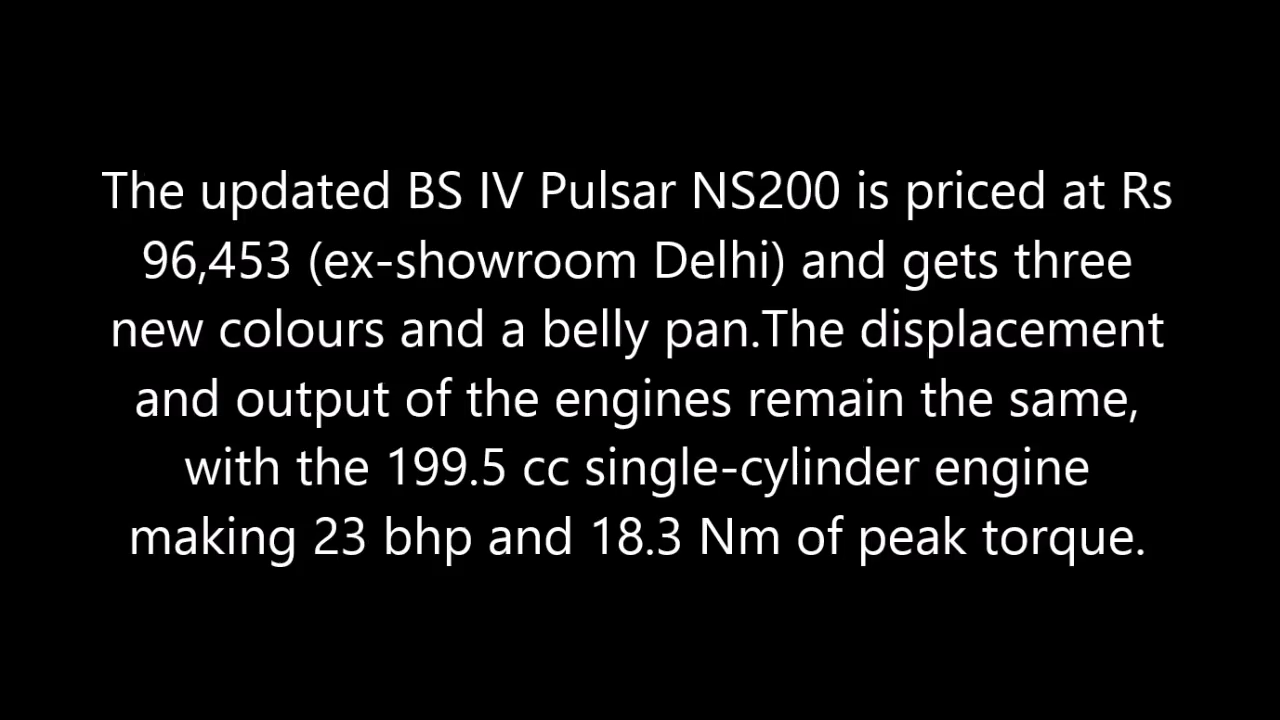 The updated BS IV Pulsar NS200 is priced at Rs
96,453 (ex-showroom Delhi) and gets three
new colours and a belly pan.The displacement
and output of the engines remain the same,
with the 199.5 cc single-cylinder engine
making 23 bhp and 18.3 Nm of peak torque.